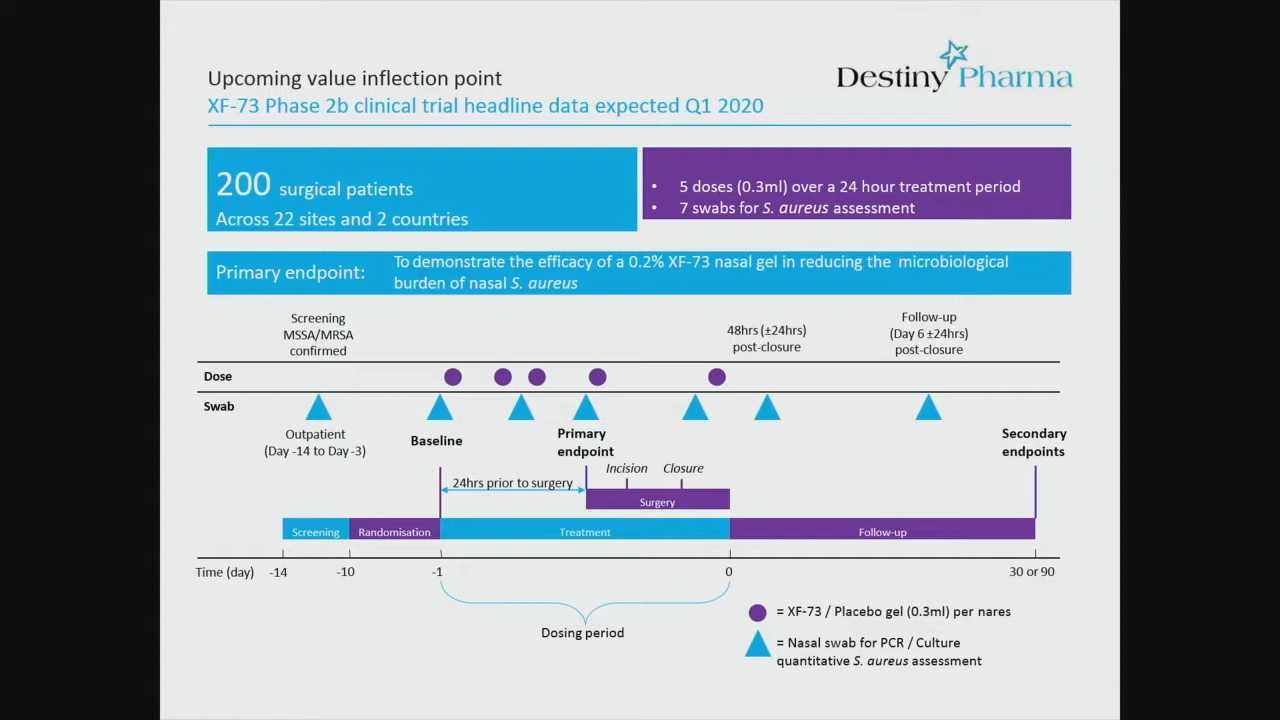 Upcoming value inflection point
XF-73 Phase 2b clinical trial headline data expected Q1 2020
Destiny Pharma
200 surgical patients
Across 22 sites and 2 countries
• 5 doses (0.3ml) over a 24 hour treatment period
• 7 swabs for S. aureus assessment
Primary endpoint:
To demonstrate the efficacy of a 0.2% XF-73 nasal gel in reducing the microbiological
burden of nasal S. aureus
Screening
MSSA/MRSA
confirmed
48hrs (±24hrs)
post-closure
Follow-up
(Day 6 ±24hrs)
post-closure
Dose
Swab
Outpatient
(Day -14 to Day -3)
Baseline
Primary
endpoint
Secondary
endpoints
Incision
Closure
24hrs prior to surgery
Surgery
Screening
Randomisation
Treatment
Follow-up
Time (day)
-14
-10
-1
0
30 or 90
Dosing period
= XF-73 / Placebo gel (0.3ml) per nares
= Nasal swab for PCR / Culture
quantitative S. aureus assessment